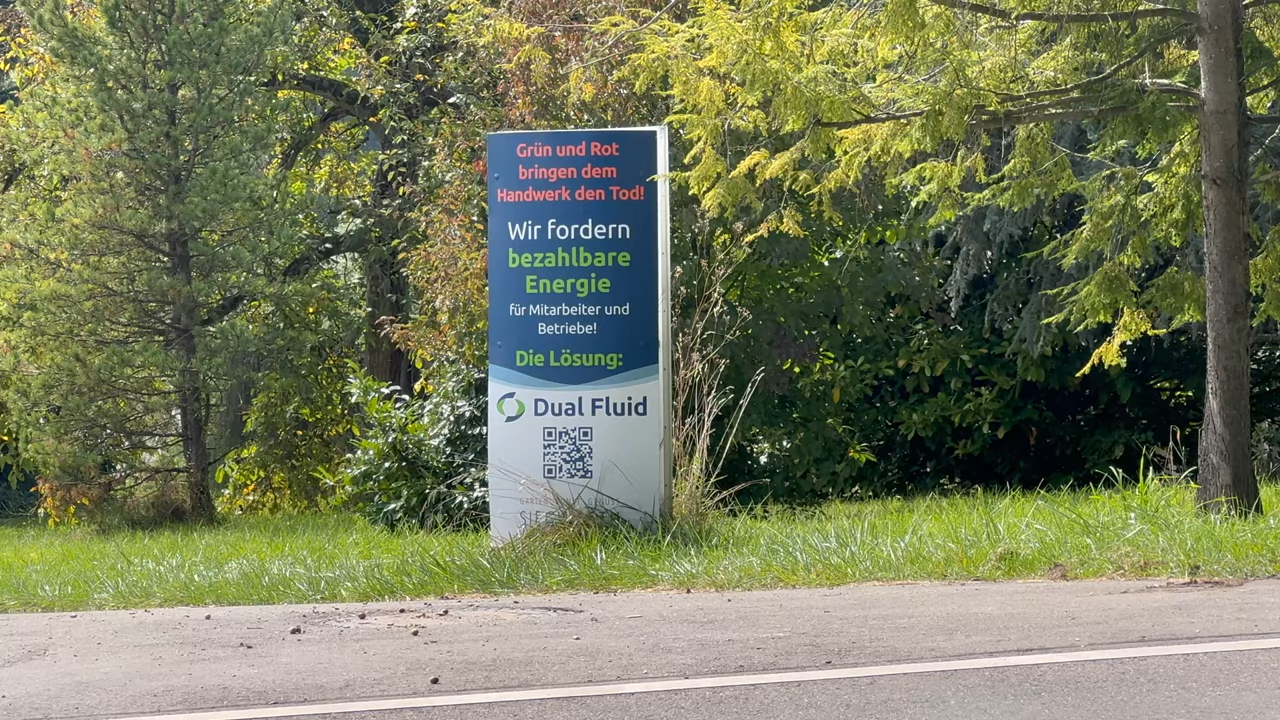 Grün und Rot
bringen dem
Handwerk den Tod!
Wir fordern
bezahlbare
Energie
für Mitarbeiter und
Betriebe!
Die Lösung:
Dual Fluid
GARTEN